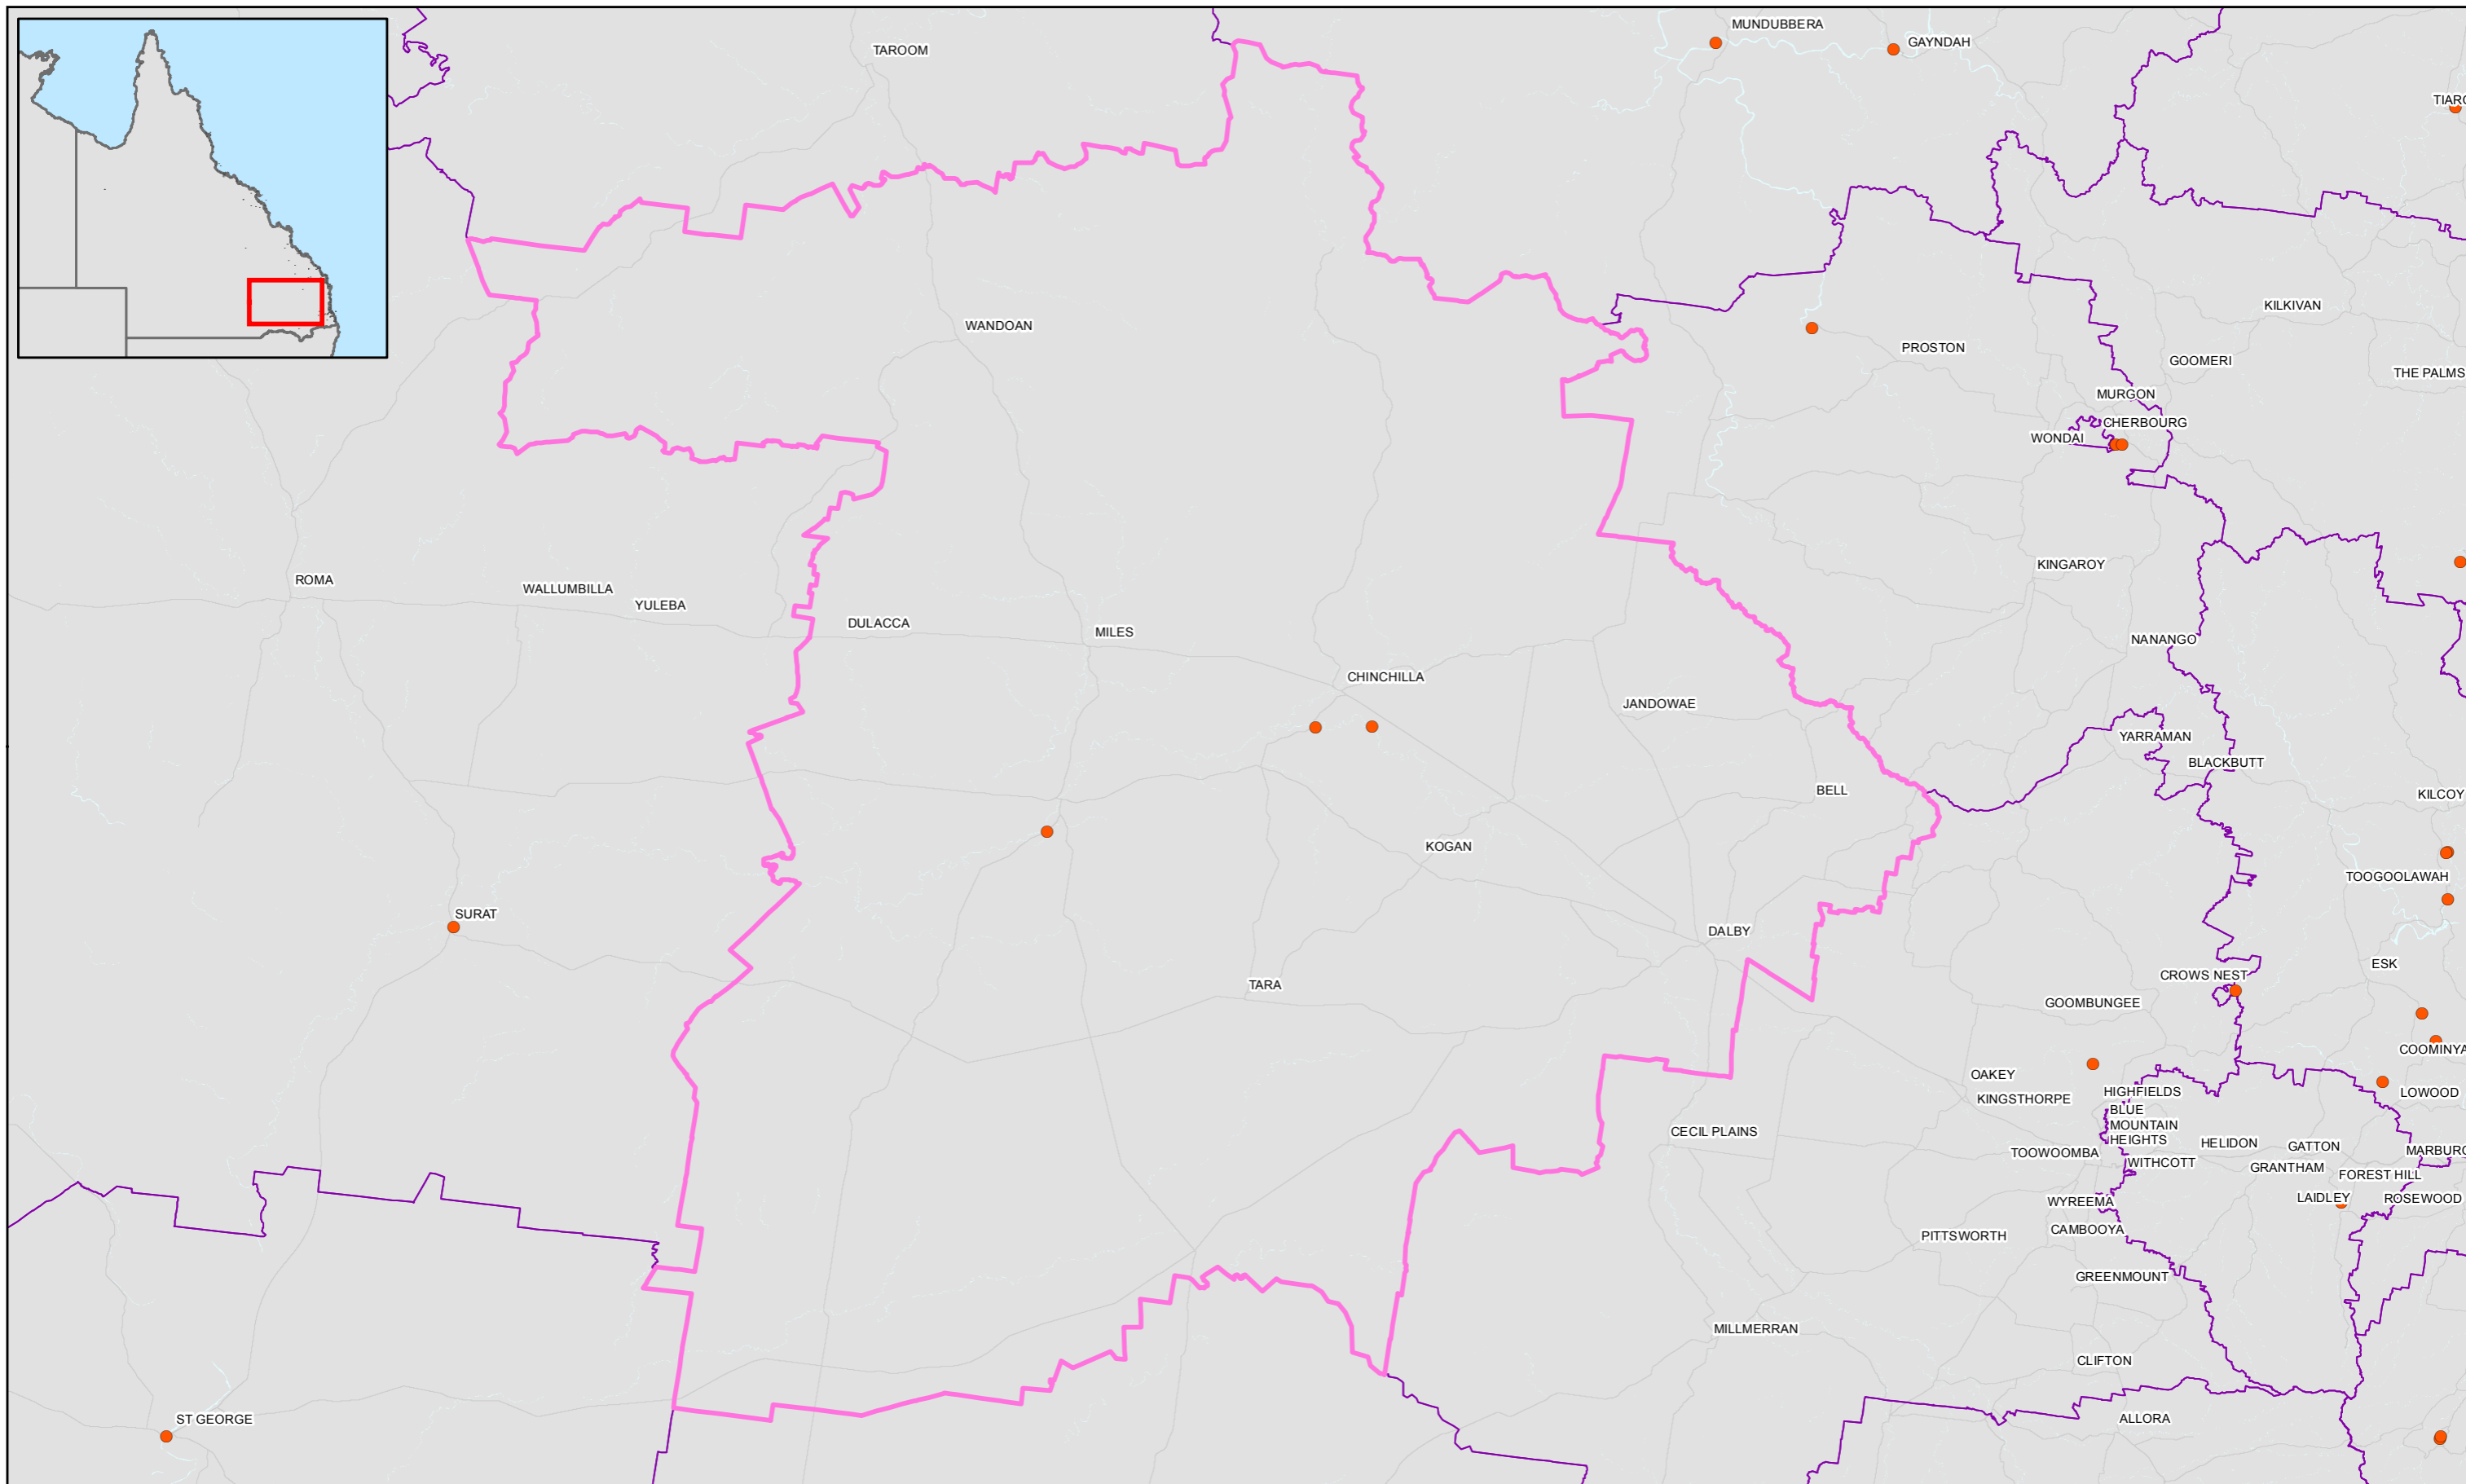 MUNDUBBERA
GAYNDAH
TAROOM
TIARO
KILKIVAN
WANDOAN
PROSTON
GOOMERI
THE PALMS
MURGON
CHERBOURG
WONDAI
KINGAROY
ROMA
WALLUMBILLA
YULEBA
DULACCA
MILES
NANANGO
CHINCHILLA
JANDOWAE
YARRAMAN
BLACKBUTT
BELL
KILCOY
KOGAN
TOOGOOLAWAH
SURAT
DALBY
ESK
CROWS NEST
TARA
GOOMBUNGEE
COOMINYA
OAKEY
HIGHFIELDS
LOWOOD
KINGSTHORPE
BLUE
MOUNTAIN
HEIGHTS
CECIL PLAINS
HELIDON
GATTON
MARBURG
TOOWOOMBA
WITHCOTT
GRANTHAM
FOREST HILL
LAIDLEY
ROSEWOOD
WYREEMA
CAMBOOYA
PITTSWORTH
GREENMOUNT
MILLMERRAN
CLIFTON
ST GEORGE
ALLORA